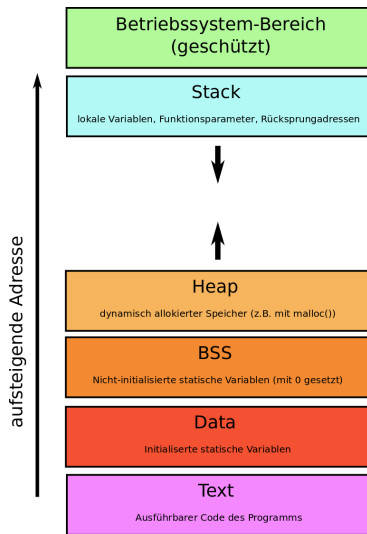 Betriebssystem-Bereich
(geschützt)
Stack
lokale Variablen, Funktionsparameter, Rücksprungadressen
Heap
dynamisch allokierter Speicher (z.B. mit malloc())
BSS
Nicht-initialisierte statische Variablen (mit 0 gesetzt)
Data
Initialiserte statische Variablen
Text
Ausführbarer Code des Programms
aufsteigende Adresse